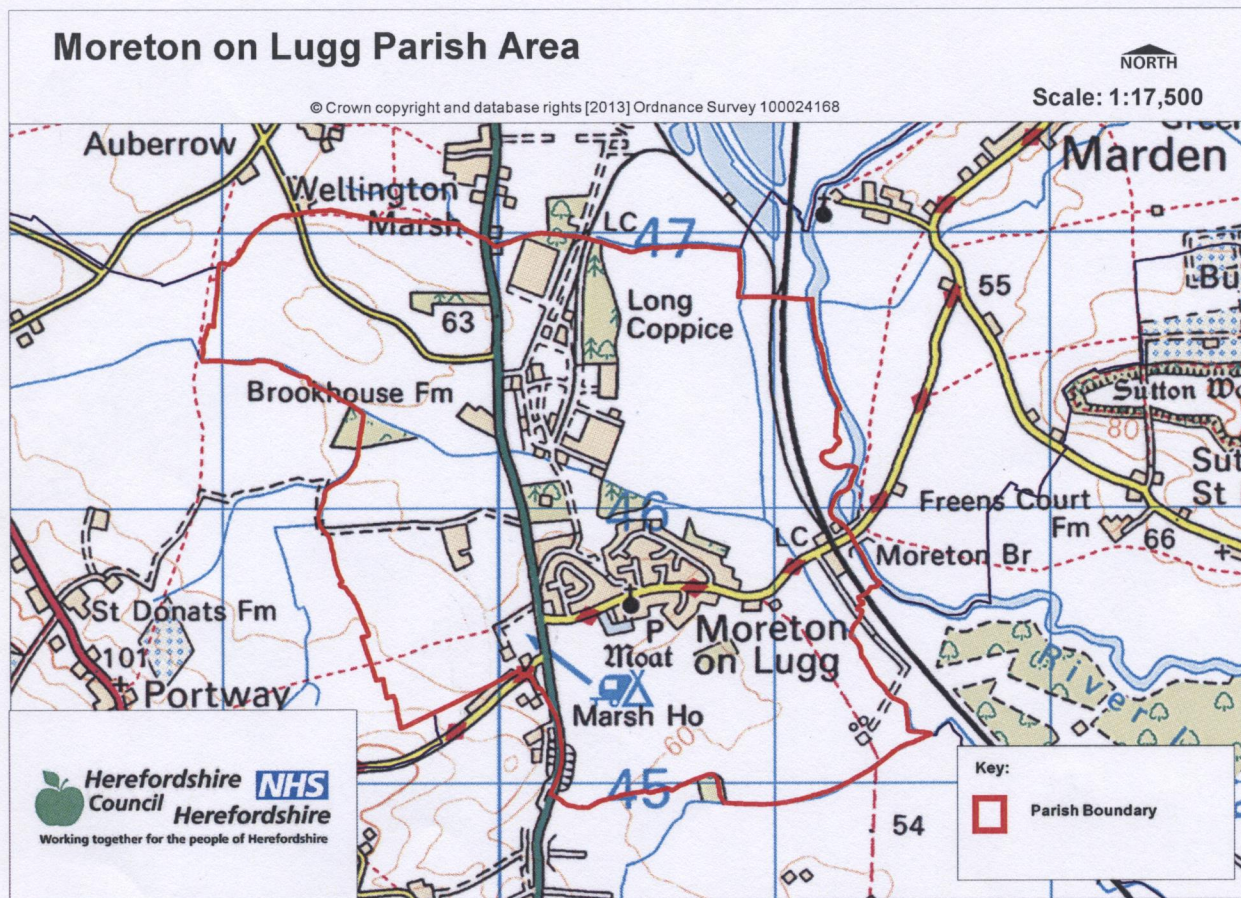 Moreton on Lugg Parish Area
NORTH
© Crown copyright and database rights [2013] Ordnance Survey 100024168
Scale: 1:17,500
Auberrow
Marden
Wellington
Marsh
LC
47
55
Long
Coppice
63
Brookhouse Fm
Sutton
80
46
Freens Court
Fm
LC
Moreton Br
66
St Donats Fm
101
Portway
P
Moat
Moreton
on Lugg
River
Marsh Ho
60
45
54
Herefordshire
Council
NHS
Herefordshire
Working together for the people of Herefordshire
Key:
Parish Boundary